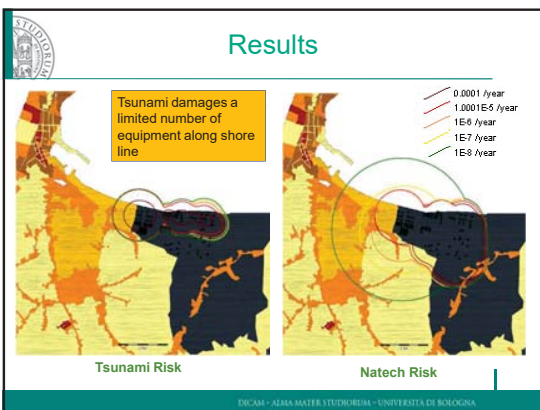 STUDIORUM
Results
Tsunami damages a
limited number of
equipment along shore
line
0.0001 /year
1.0001E-5 /year
1E-6 /year
1E-7 /year
1E-8 /year
Tsunami Risk
Natech Risk
DICAM - ALMA MATER STUDIORUM – UNIVERSITÀ DI BOLOGNA